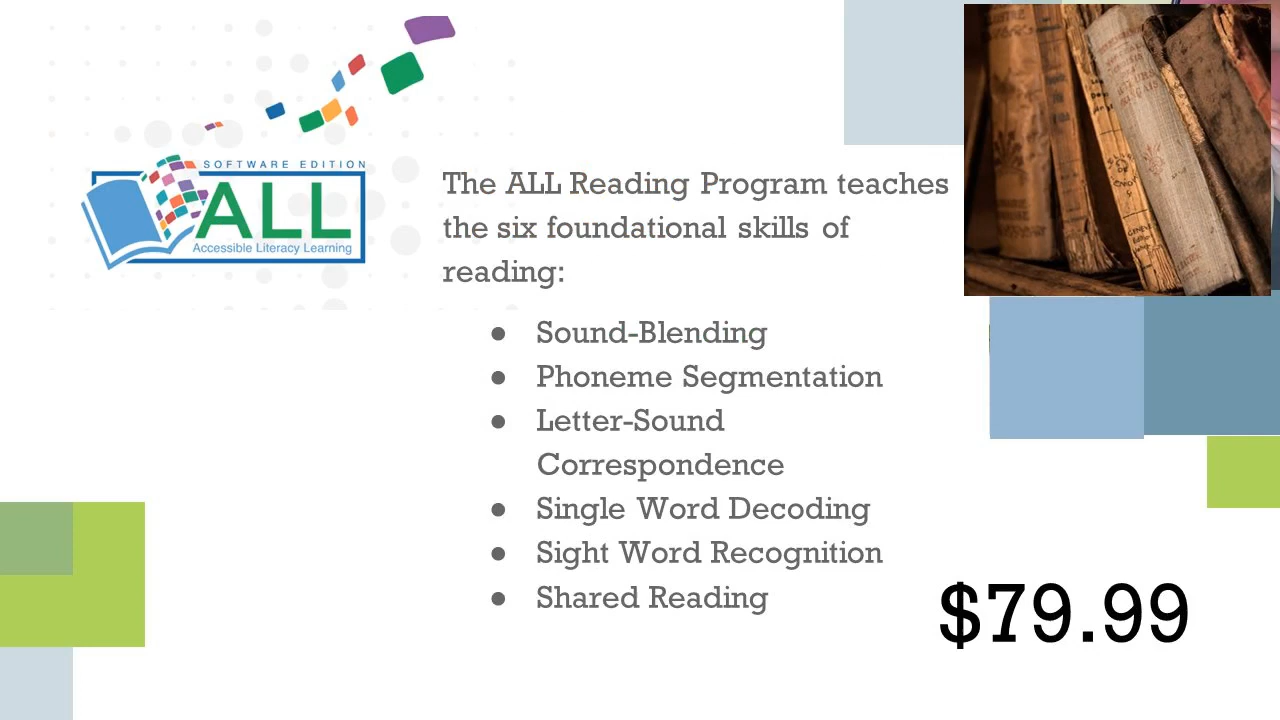 SOFTWARE EDITION
ALL
Accessible Literacy Learning
The ALL Reading Program teaches
the six foundational skills of
reading:
● Sound-Blending
● Phoneme Segmentation
● Letter-Sound
Correspondence
● Single Word Decoding
● Sight Word Recognition
● Shared Reading
$79.99